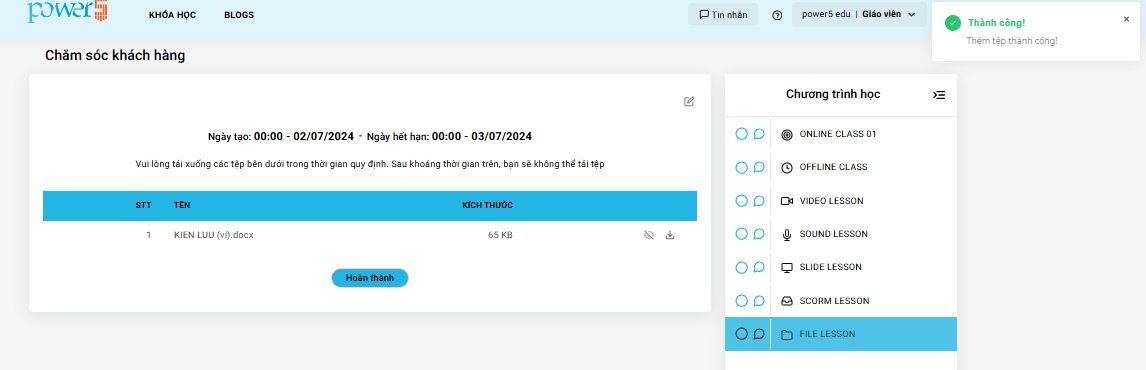 power5
KHÓA HỌC
BLOGS
Tin nhắn
power5 edu | Giáo viên
Thành công!
Thêm tệp thành công!
Chăm sóc khách hàng
Ngày tạo: 00:00 - 02/07/2024 - Ngày hết hạn: 00:00 - 03/07/2024
Vui lòng tải xuống các tệp bên dưới trong thời gian quy định. Sau khoảng thời gian trên, bạn sẽ không thể tải tệp
STT TÊN KÍCH THƯỚC
1 KIEN LUU (vi).docx 65 KB
Hoàn thành
Chương trình học
ONLINE CLASS 01
OFFLINE CLASS
VIDEO LESSON
SOUND LESSON
SLIDE LESSON
SCORM LESSON
FILE LESSON